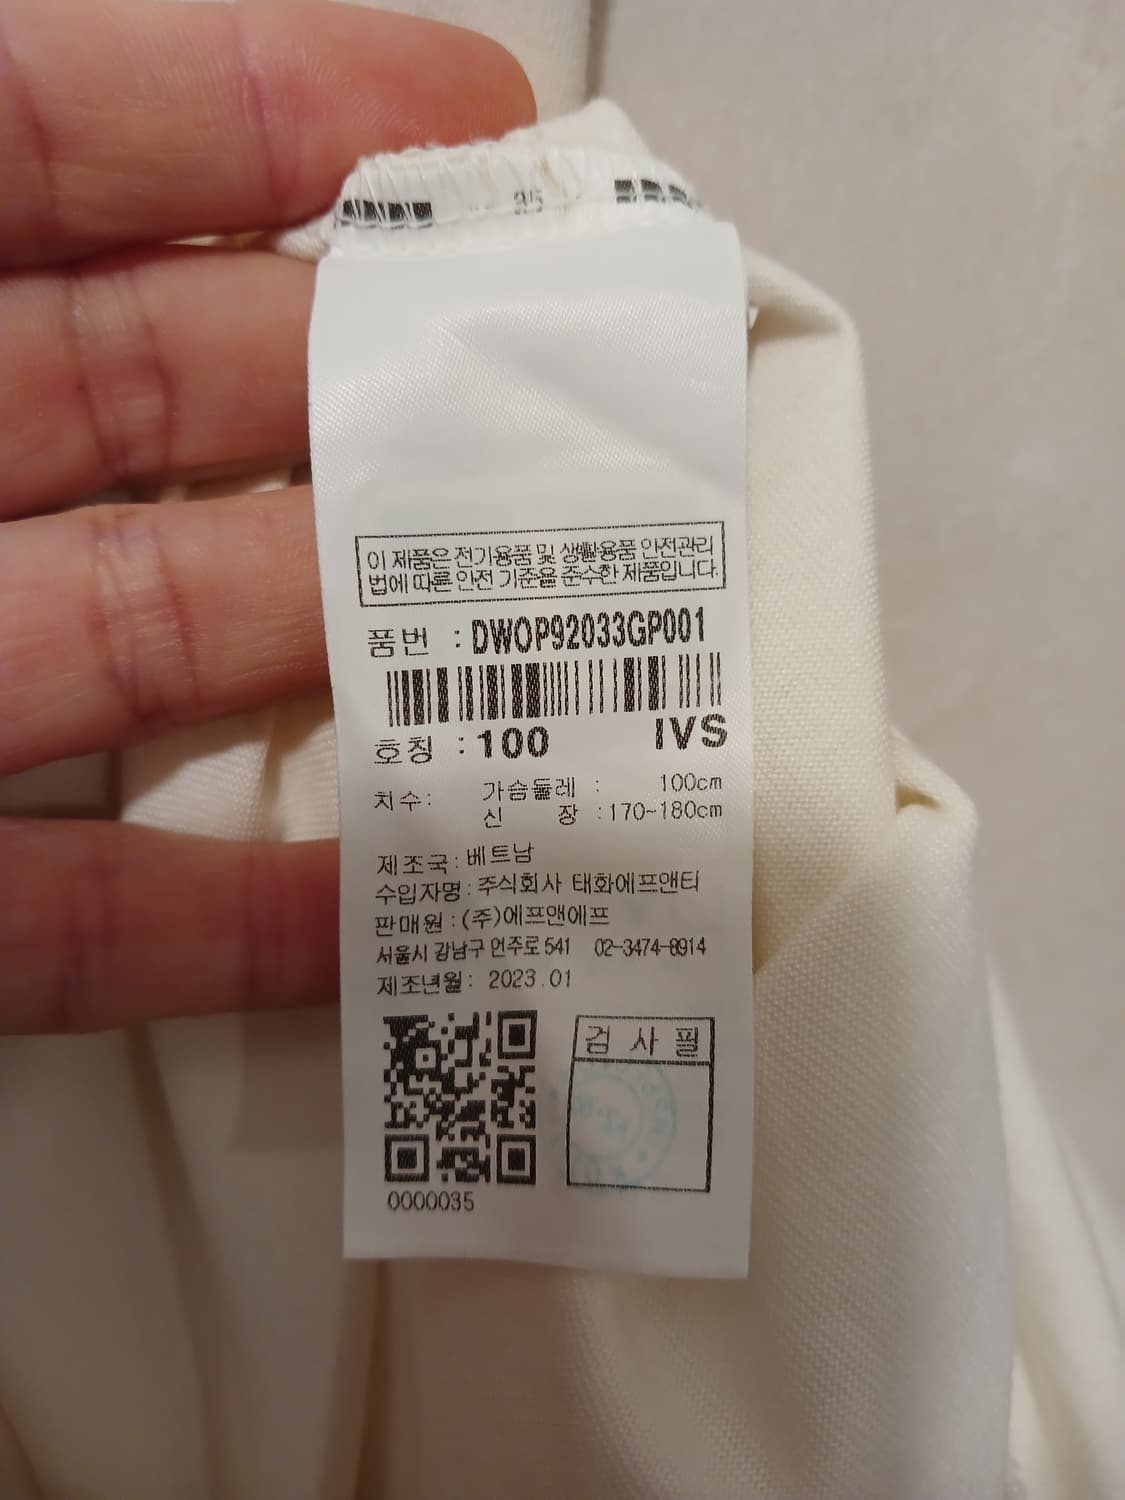 35
이 제품은 전기용품 및 생활용품 안전관리
법에 따른 안전 기준을 준수한 제품입니다.
품번 : DWOP92033GP001
호칭 : 100 IVS
치수: 가슴둘레 : 100cm
신 장 : 170~180cm
제조국 : 베트남
수입자명 : 주식회사 태화에프앤티
판매원 : (주)에프앤에프
서울시 강남구 언주로 541 02-3474-8914
제조년월 : 2023.01
검 사 필
0000035